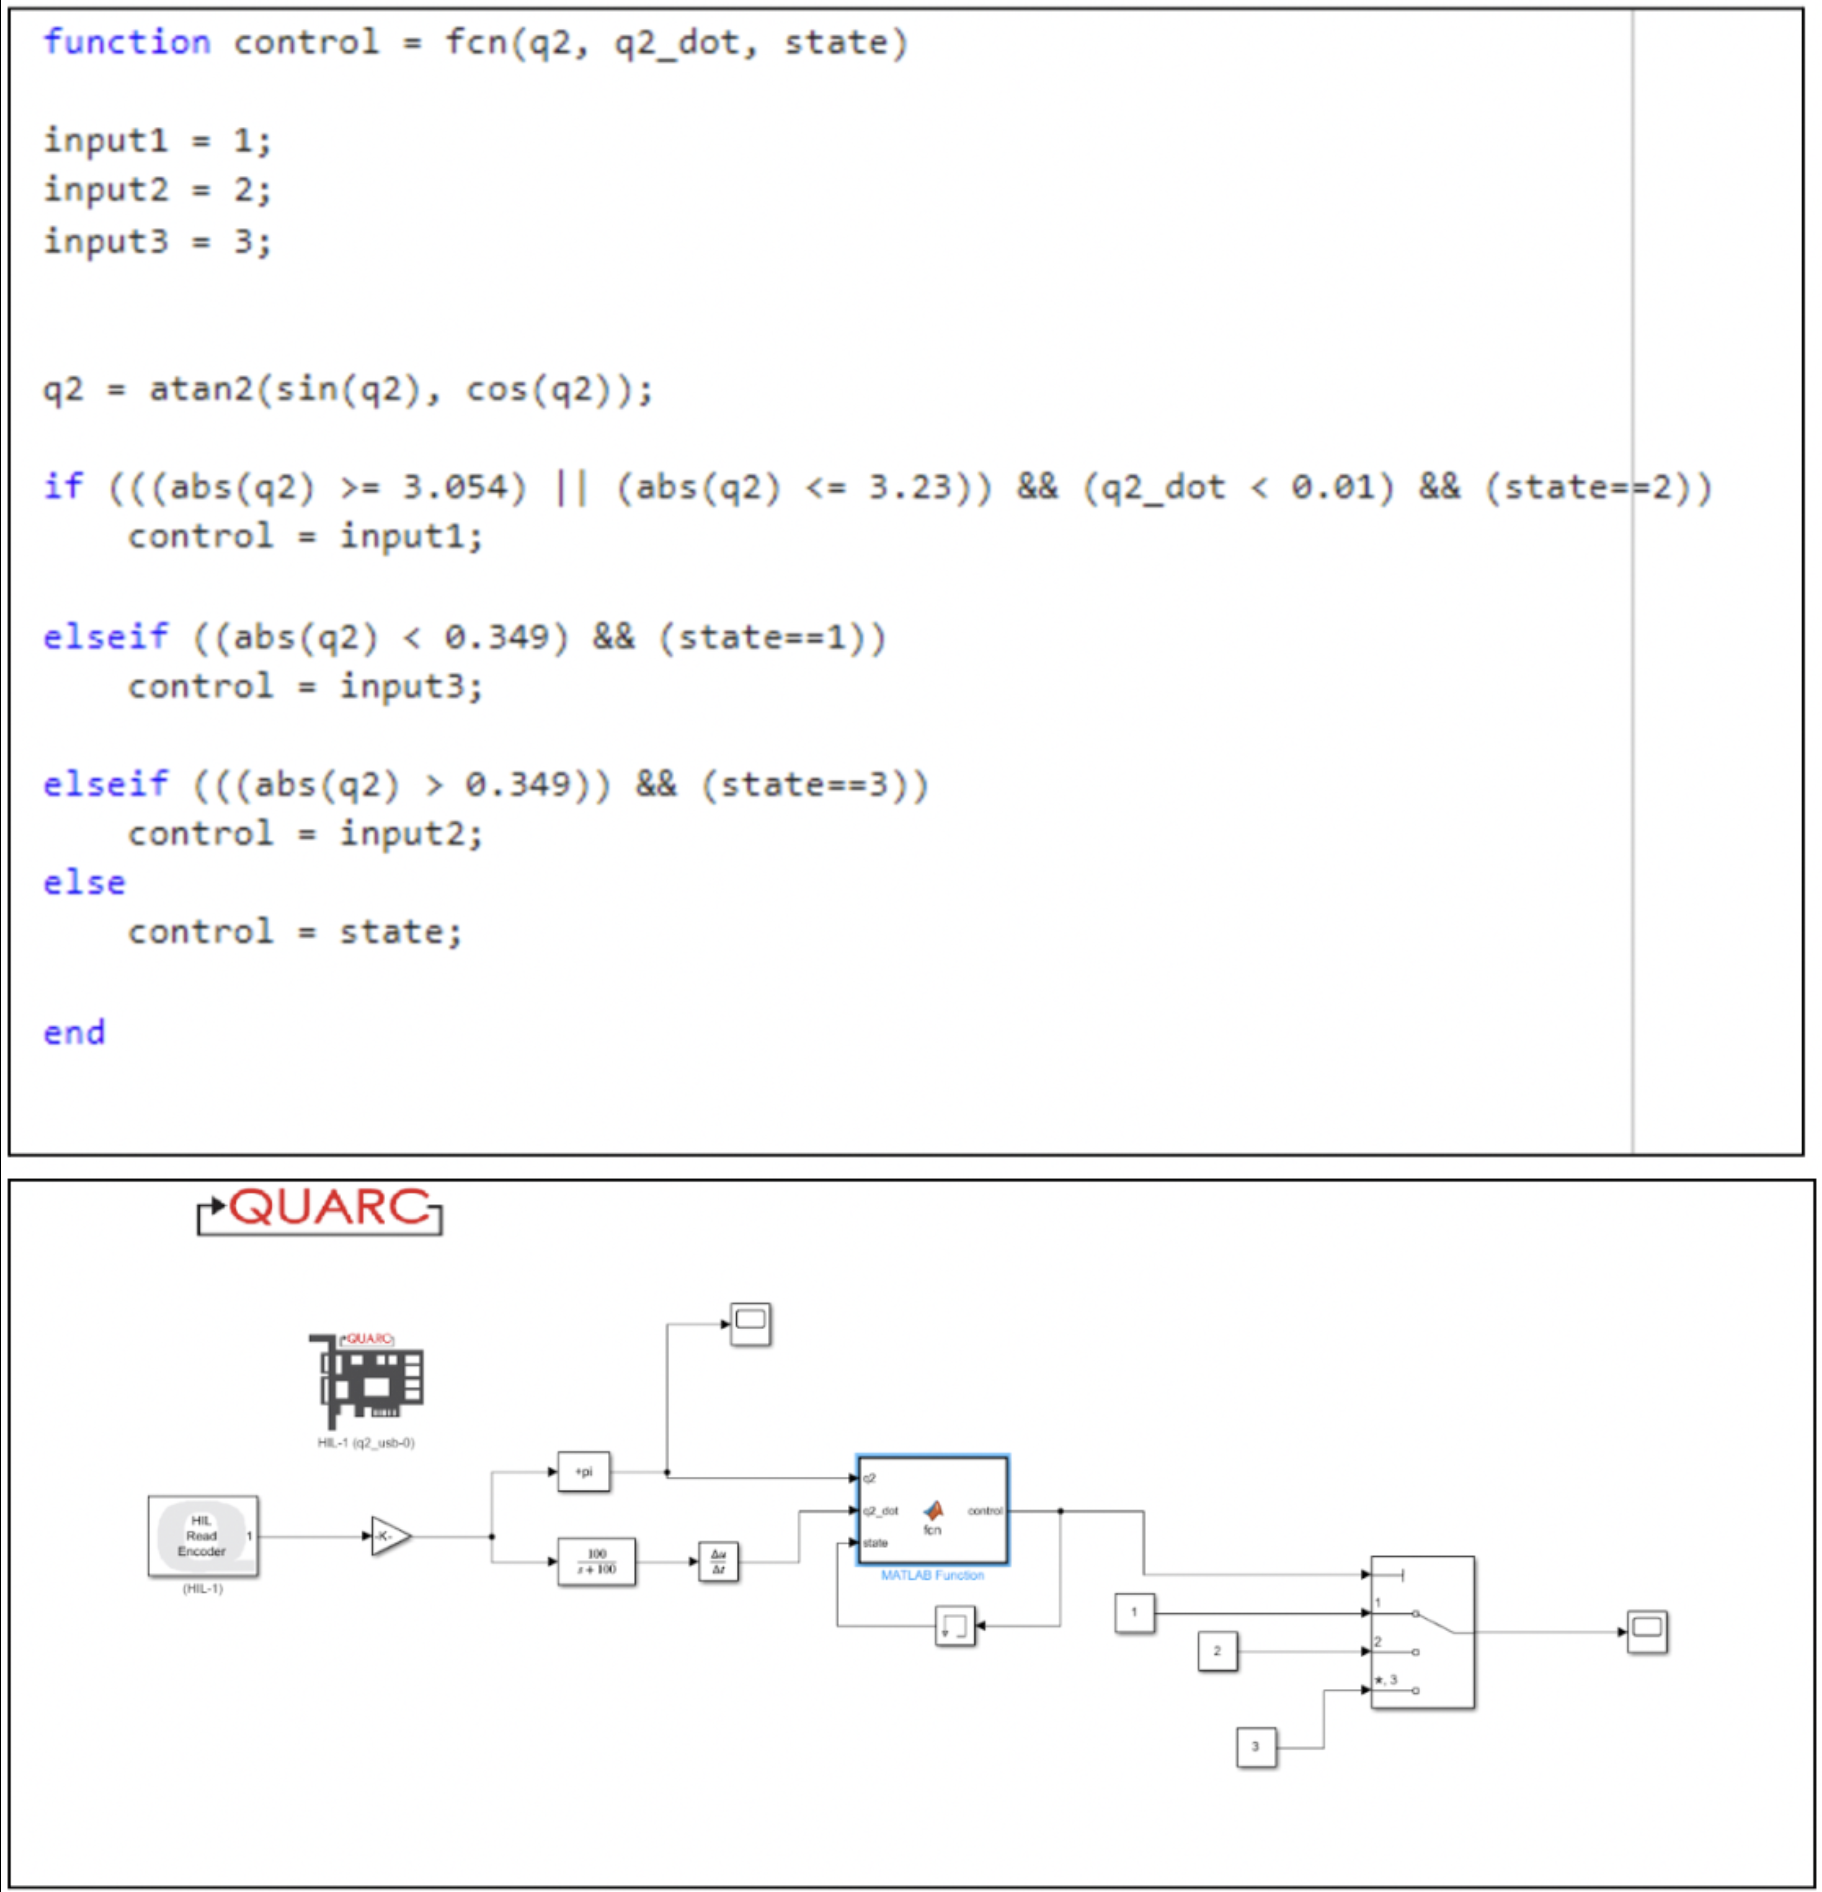 function control = fcn(q2, q2_dot, state)
input1 = 1;
input2 = 2;
input3 = 3;
q2 = atan2(sin(q2), cos(q2));
if (((abs(q2) >= 3.054) || (abs(q2) <= 3.23)) && (q2_dot < 0.01) && (state==2))
control = input1;
elseif ((abs(q2) < 0.349) && (state==1))
control = input3;
elseif (((abs(q2) > 0.349)) && (state==3))
control = input2;
else
control = state;
end
QUARC
QUARC
HIL-1 (q2_usb-0)
HIL
Read
Encoder
1
(HIL-1)
-K-
+pi
100
s+100
Δu
Δt
q2
q2_dot
state
fcn
control
MATLAB Function
1
2
3
1
2
*, 3